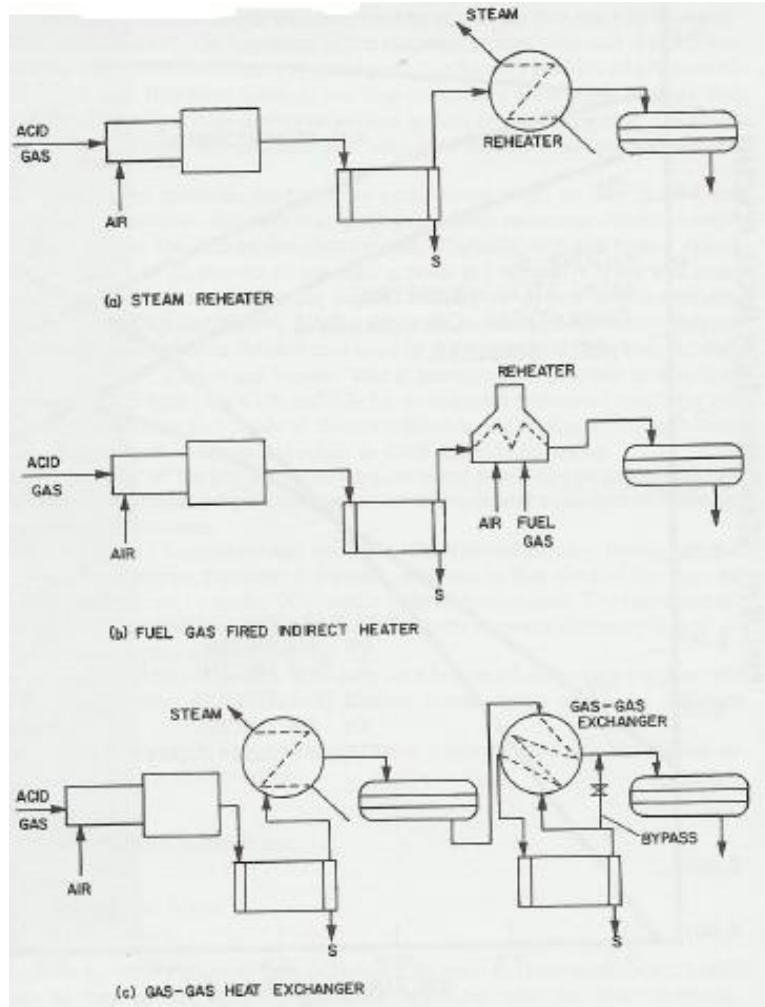 STEAM
ACID
GAS
AIR
REHEATER
S
(a) STEAM REHEATER
REHEATER
ACID
GAS
AIR
AIR FUEL
GAS
S
(b) FUEL GAS FIRED INDIRECT HEATER
STEAM
GAS-GAS
EXCHANGER
ACID
GAS
AIR
BYPASS
S
S
(c) GAS-GAS HEAT EXCHANGER